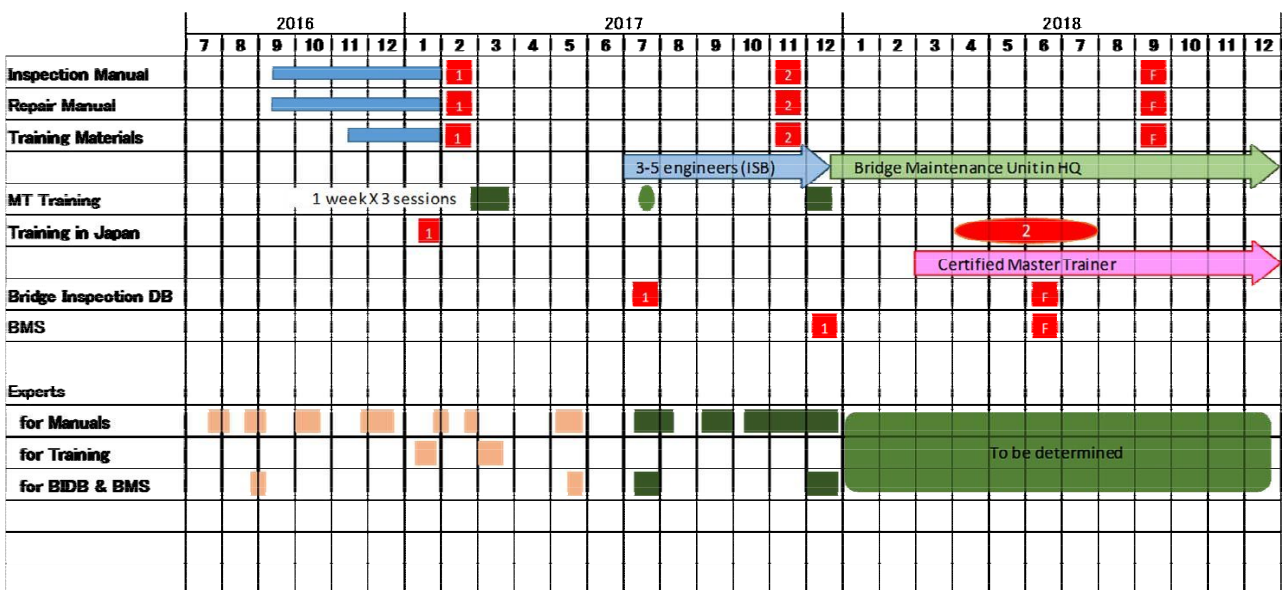 2016 2017 2018
7 8 9 10 11 12 1 2 3 4 5 6 7 8 9 10 11 12 1 2 3 4 5 6 7 8 9 10 11 12
Inspection Manual 1 2 F
Repair Manual 1 2 F
Training Materials 1 2 F
3-5 engineers (ISB) Bridge Maintenance Unit in HQ
MT Training 1 week X 3 sessions
Training in Japan 1 2
Certified Master Trainer
Bridge Inspection DB 1 F
BMS 1 F
Experts
for Manuals
for Training To be determined
for BIDB & BMS